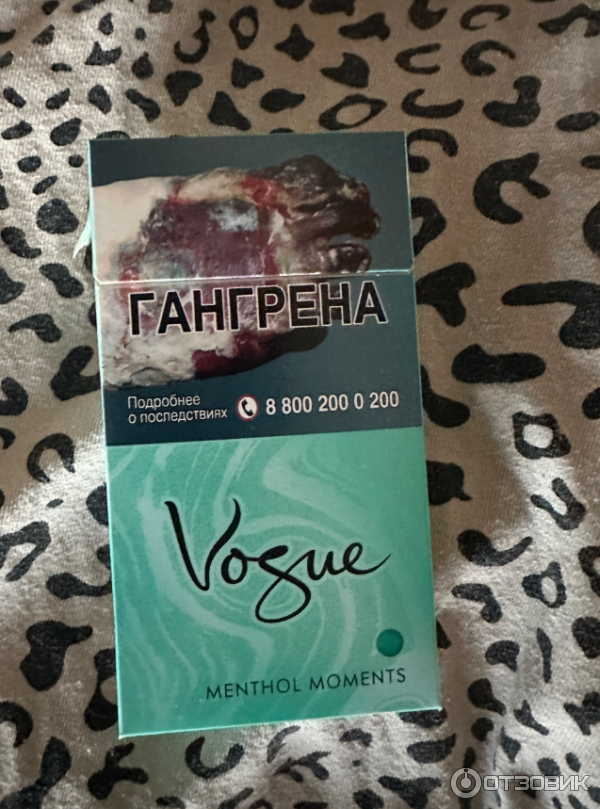 ГАНГРЕНА
Подробнее
о последствиях
8 800 200 0 200
Vogue
MENTHOL MOMENTS
ОТЗОВИК